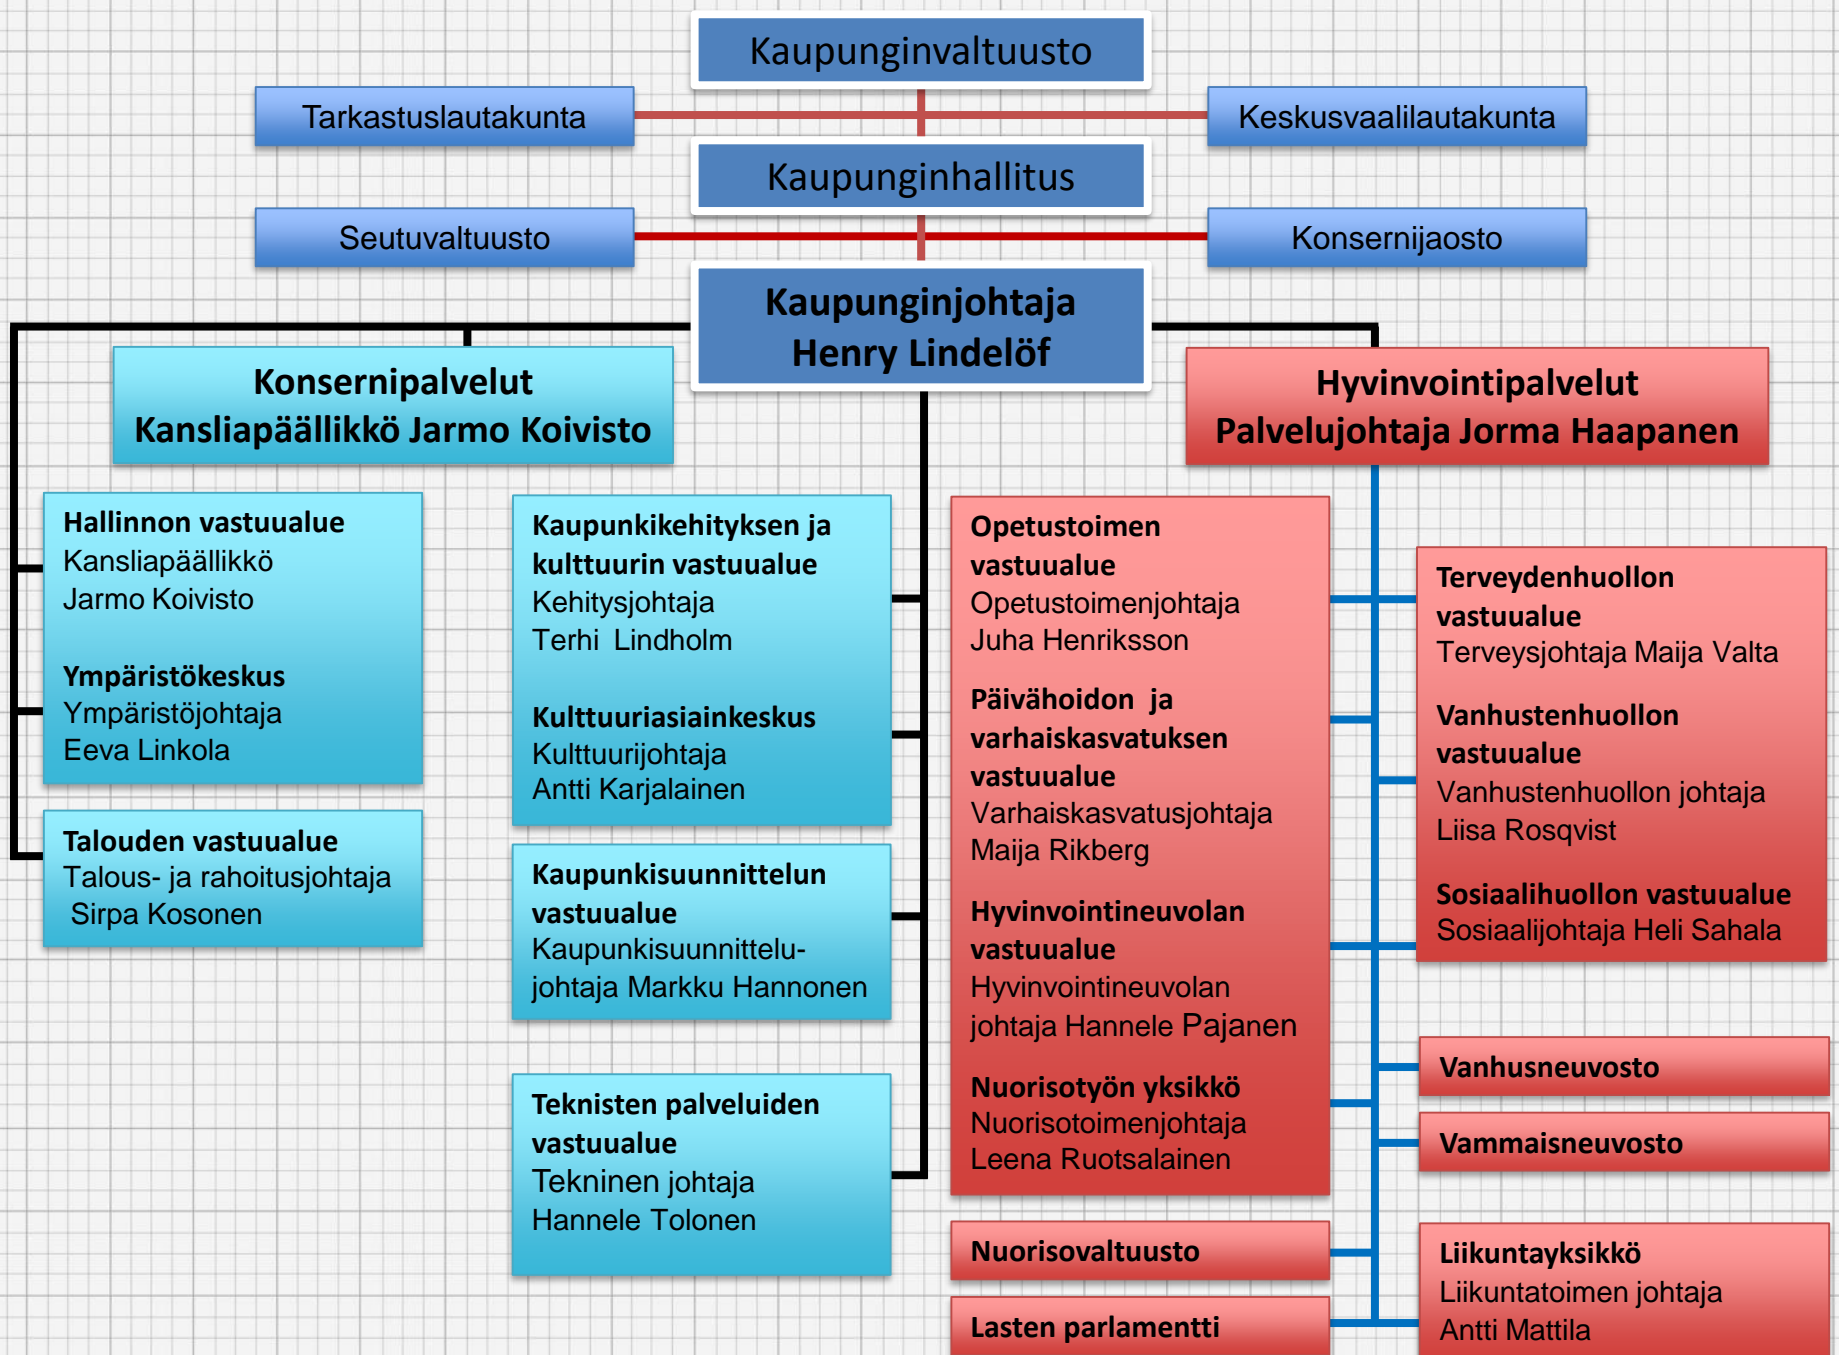 Kaupunginvaltuusto
Tarkastuslautakunta
Keskusvaalilautakunta
Kaupunginhallitus
Seutuvaltuusto
Konsernijaosto
Kaupunginjohtaja
Henry Lindelöf
Konsernipalvelut
Kansliapäällikkö Jarmo Koivisto
Hyvinvointipalvelut
Palvelujohtaja Jorma Haapanen
Hallinnon vastuualue
Kansliapäällikkö
Jarmo Koivisto
Ympäristökeskus
Ympäristöjohtaja
Eeva Linkola
Talouden vastuualue
Talous- ja rahoitusjohtaja
Sirpa Kosonen
Kaupunkikehityksen ja
kulttuurin vastuualue
Kehitysjohtaja
Terhi Lindholm
Kulttuuriasiainkeskus
Kulttuurijohtaja
Antti Karjalainen
Kaupunkisuunnittelun
vastuualue
Kaupunkisuunnittelu-
johtaja Markku Hannonen
Teknisten palveluiden
vastuualue
Tekninen johtaja
Hannele Tolonen
Opetustoimen
vastuualue
Opetustoimenjohtaja
Juha Henriksson
Päivähoidon ja
varhaiskasvatuksen
vastuualue
Varhaiskasvatusjohtaja
Maija Rikberg
Hyvinvointineuvolan
vastuualue
Hyvinvointineuvolan
johtaja Hannele Pajanen
Nuorisotyön yksikkö
Nuorisotoimenjohtaja
Leena Ruotsalainen
Nuorisovaltuusto
Lasten parlamentti
Terveydenhuollon
vastuualue
Terveysjohtaja Maija Valta
Vanhustenhuollon
vastuualue
Vanhustenhuollon johtaja
Liisa Rosqvist
Sosiaalihuollon vastuualue
Sosiaalijohtaja Heli Sahala
Vanhusneuvosto
Vammaisneuvosto
Liikuntayksikkö
Liikuntatoimen johtaja
Antti Mattila